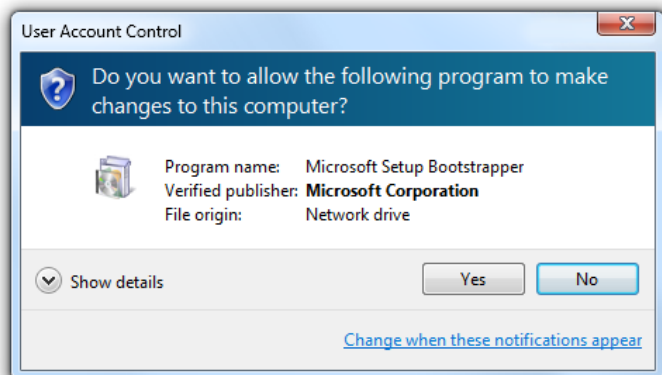 User Account Control
Do you want to allow the following program to make
changes to this computer?
Program name: Microsoft Setup Bootstrapper
Verified publisher: Microsoft Corporation
File origin: Network drive
Show details
Yes
No
Change when these notifications appear